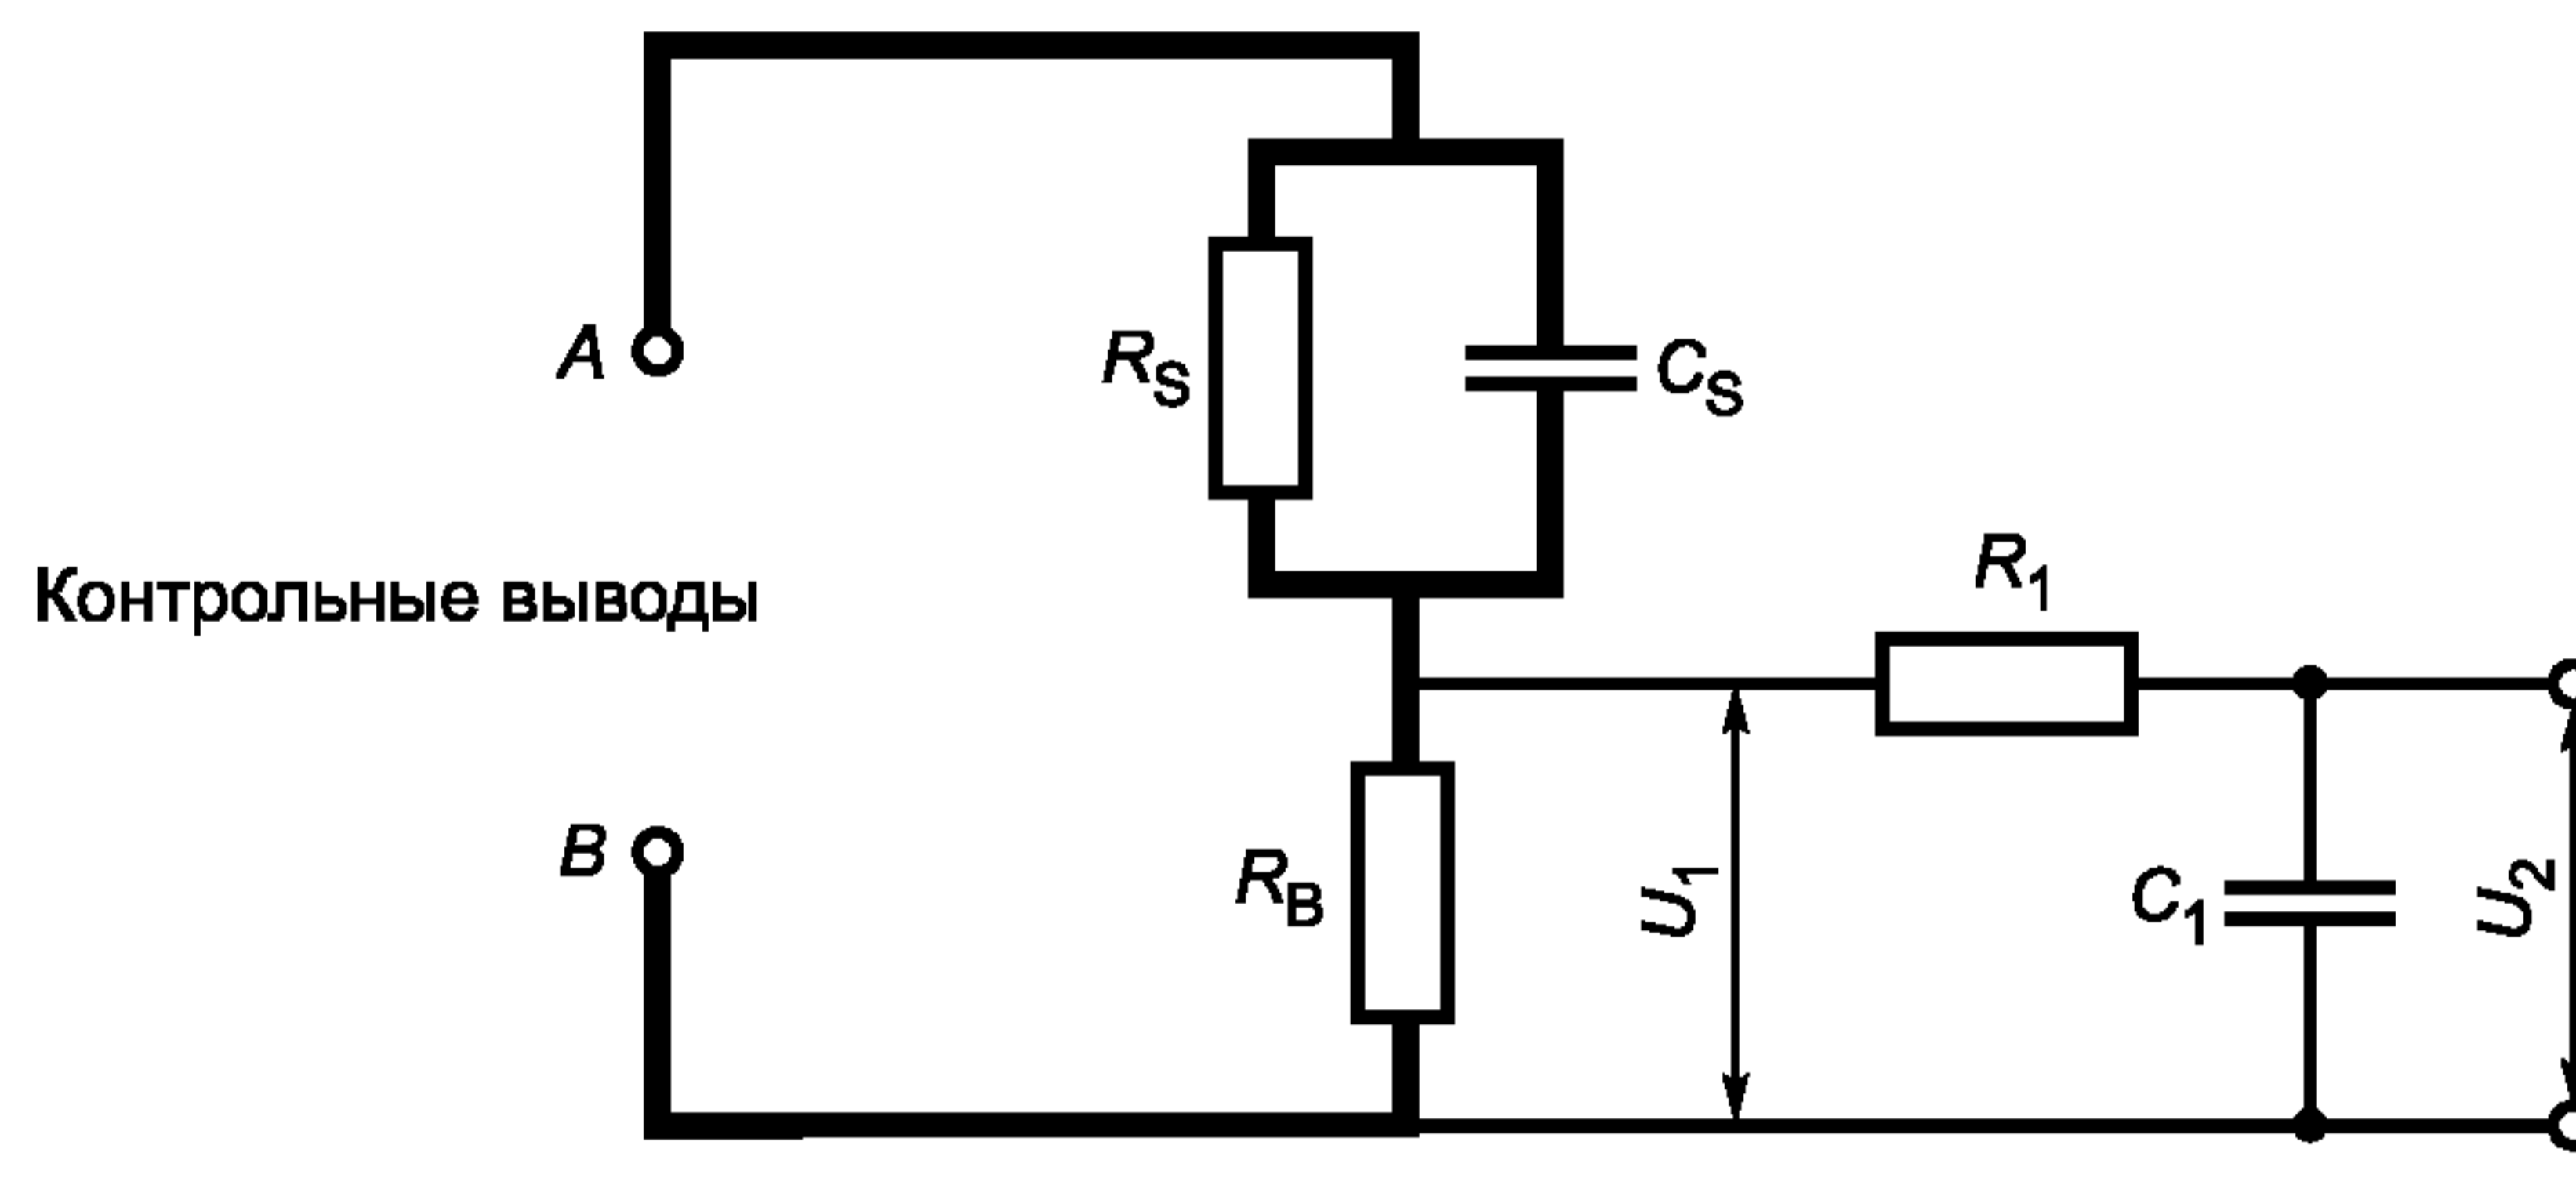 A
R_S
C_S
Контрольные выводы
R_1
B
R_B
U_1
C_1
U_2